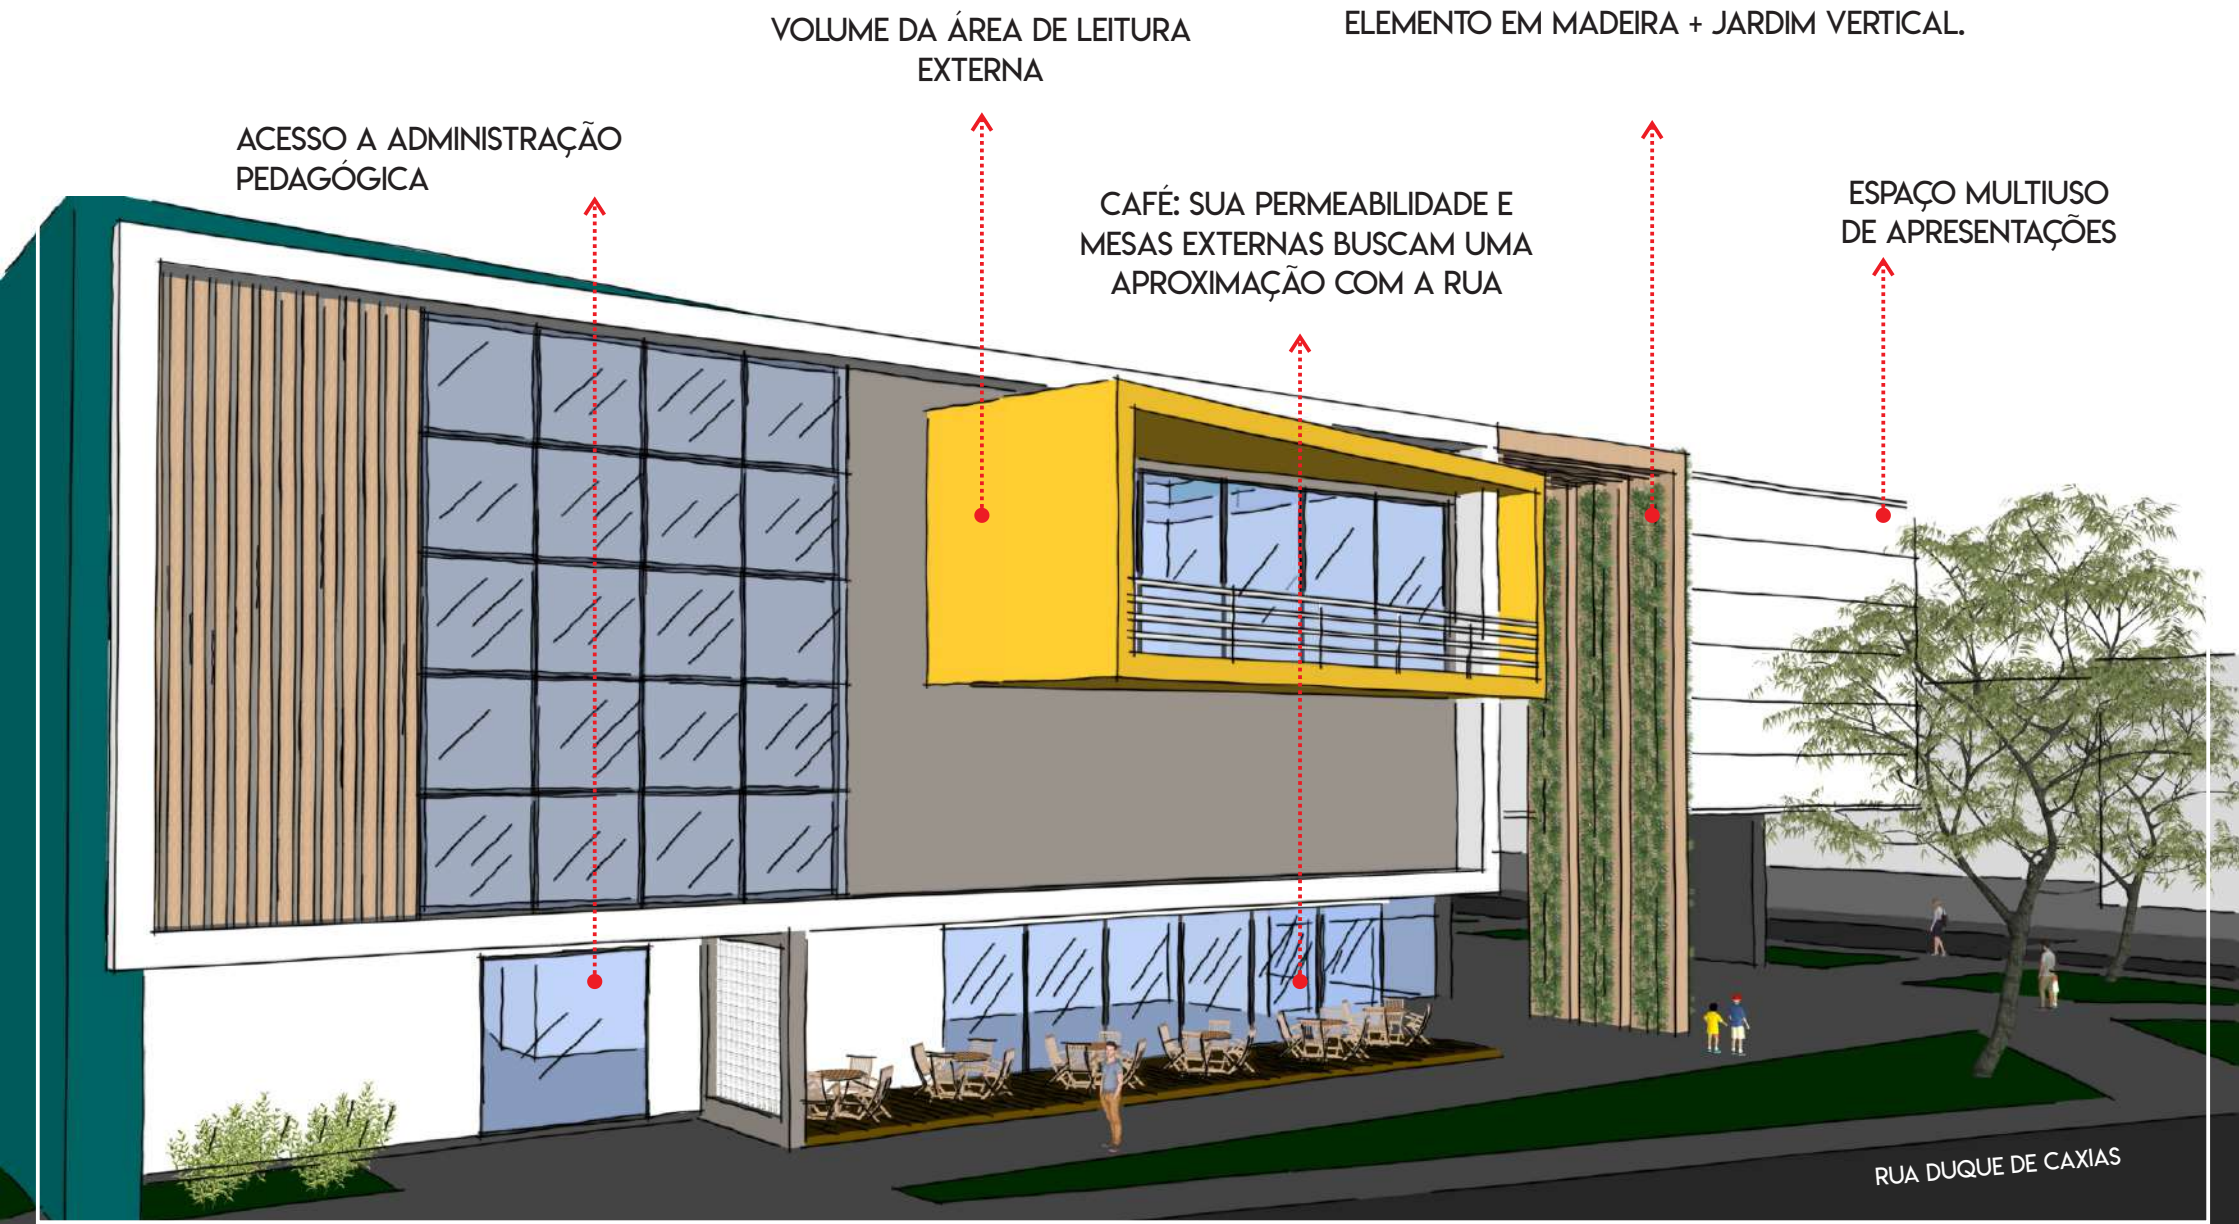 VOLUME DA ÁREA DE LEITURA
EXTERNA
ELEMENTO EM MADEIRA + JARDIM VERTICAL.
ACESSO A ADMINISTRAÇÃO
PEDAGÓGICA
CAFÉ: SUA PERMEABILIDADE E
MESAS EXTERNAS BUSCAM UMA
APROXIMAÇÃO COM A RUA
ESPAÇO MULTIUSO
DE APRESENTAÇÕES
RUA DUQUE DE CAXIAS